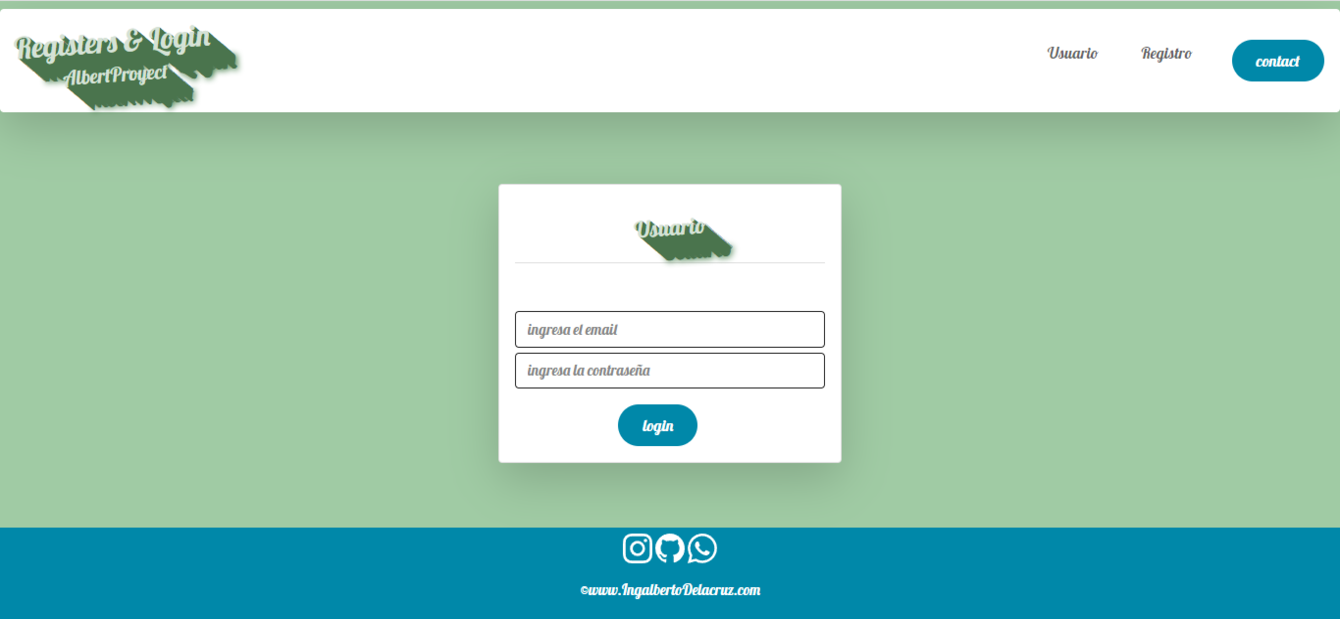 Registers & Login
AlbertProyect
Usuario Registro contact
Usuario
ingresa el email
ingresa la contraseña
login
©www.IngalbertoDelacruz.com